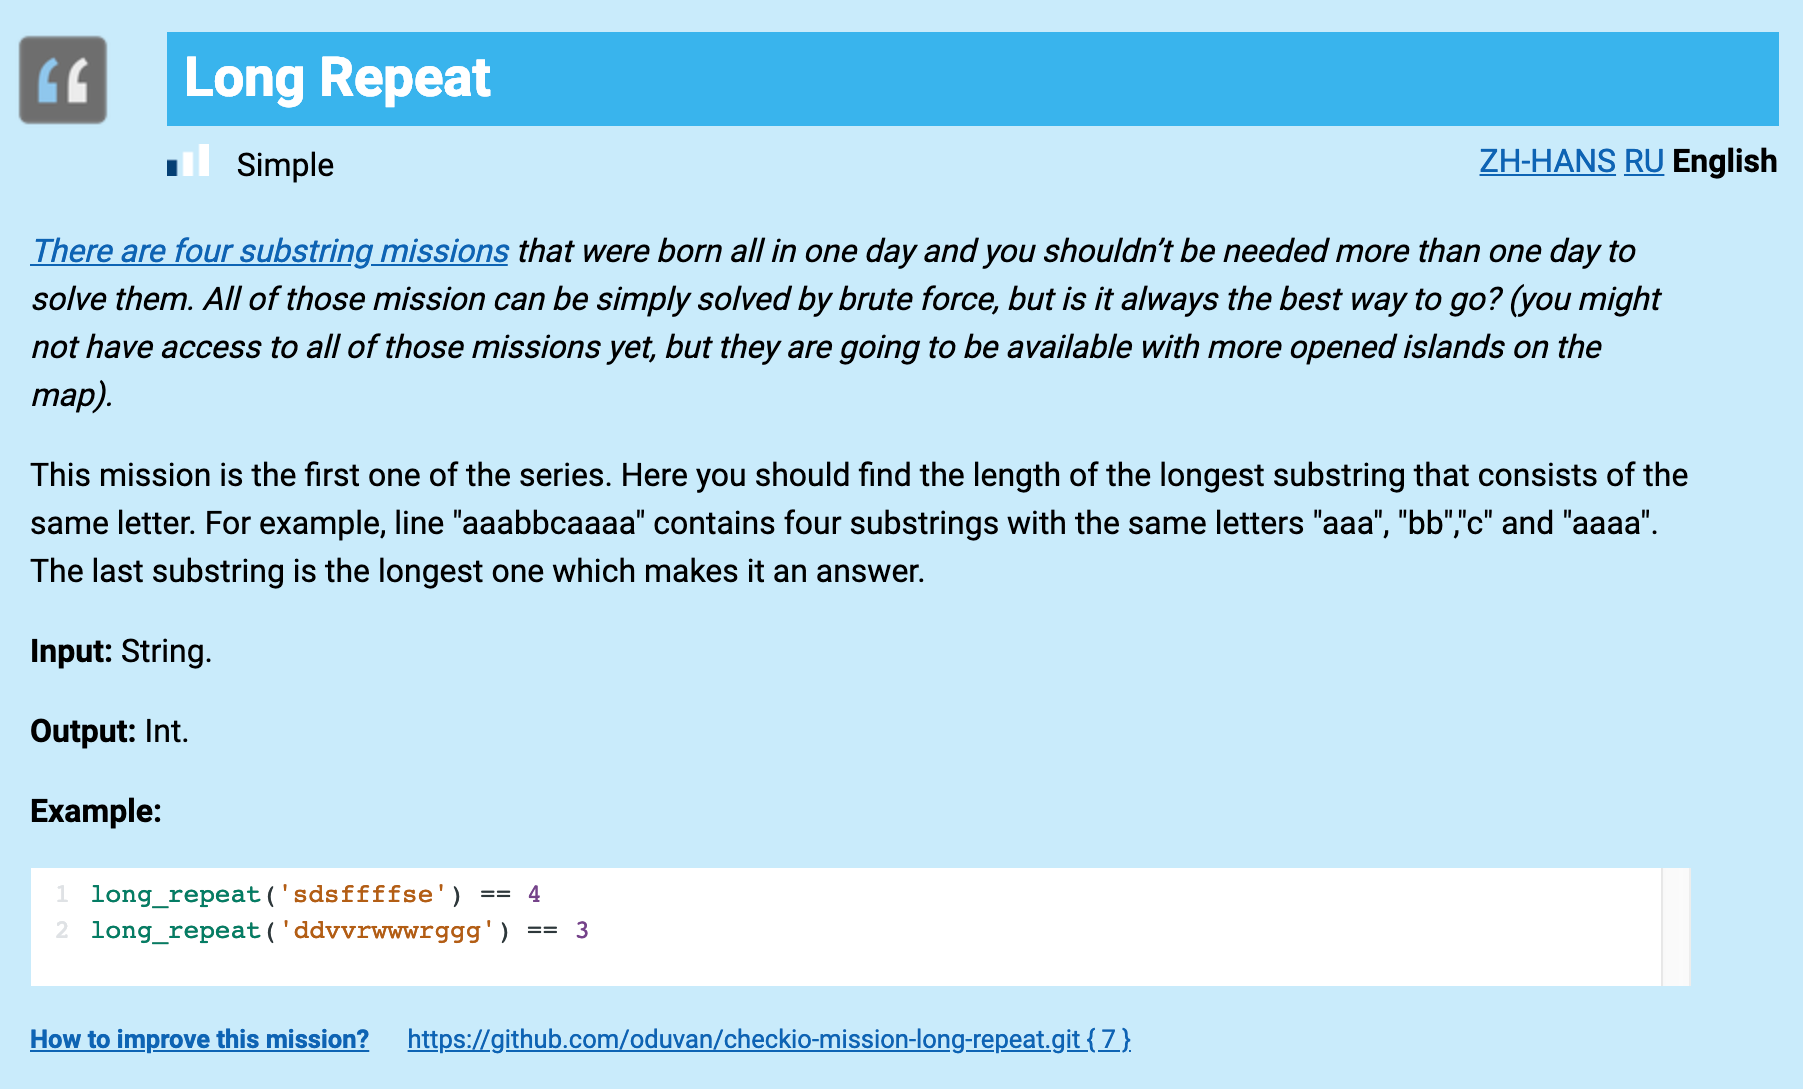 Long Repeat
Simple
ZH-HANS RU English
There are four substring missions that were born all in one day and you shouldn't be needed more than one day to
solve them. All of those mission can be simply solved by brute force, but is it always the best way to go? (you might
not have access to all of those missions yet, but they are going to be available with more opened islands on the
map).
This mission is the first one of the series. Here you should find the length of the longest substring that consists of the
same letter. For example, line "aaabbcaaaa" contains four substrings with the same letters "aaa", "bb","c" and "aaaa".
The last substring is the longest one which makes it an answer.
Input: String.
Output: Int.
Example:
1 long_repeat('sdsffffse') == 4
2 long_repeat('ddvvrwwwrggg') == 3
How to improve this mission? https://github.com/oduvan/checkio-mission-long-repeat.git { 7 }